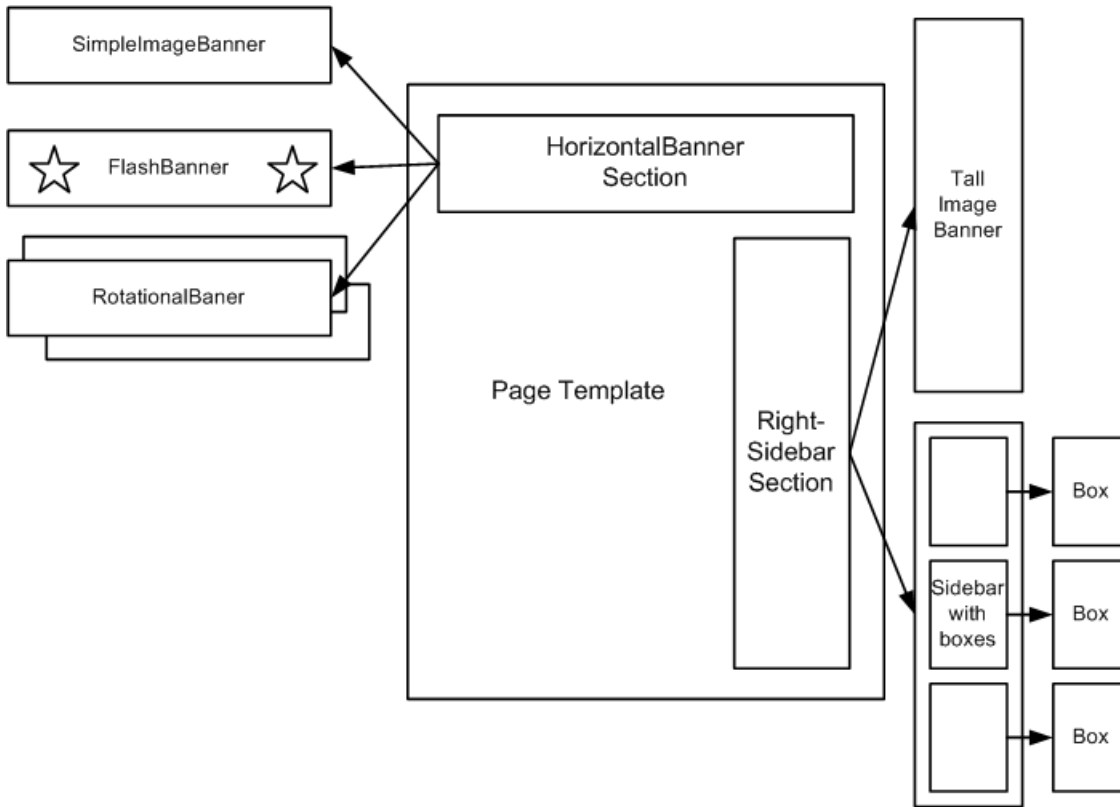 SimpleImageBanner
FlashBanner
RotationalBaner
HorizontalBanner
Section
Page Template
Right-
Sidebar
Section
Tall
Image
Banner
Sidebar
with
boxes
Box
Box
Box